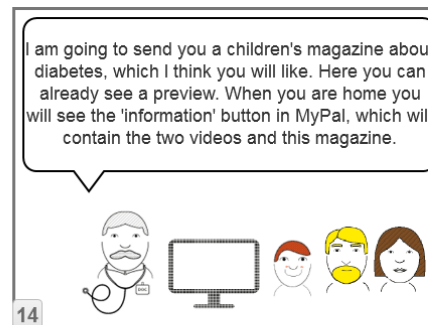 I am going to send you a children's magazine abou
diabetes, which I think you will like. Here you can
already see a preview. When you are home you
will see the 'information' button in MyPal, which wil
contain the two videos and this magazine.
DOC
14